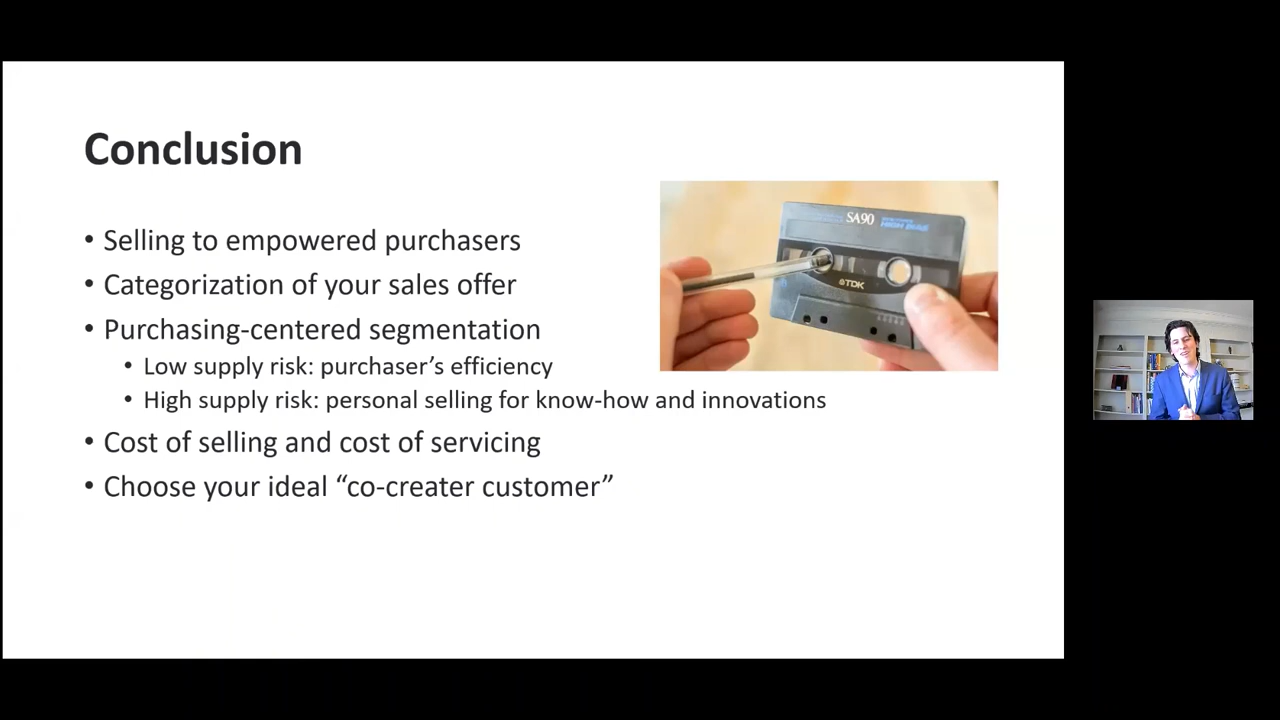 Conclusion
• Selling to empowered purchasers
• Categorization of your sales offer
• Purchasing-centered segmentation
• Low supply risk: purchaser’s efficiency
• High supply risk: personal selling for know-how and innovations
• Cost of selling and cost of servicing
• Choose your ideal “co-creater customer”
SA90
HIGH BIAS
TDK